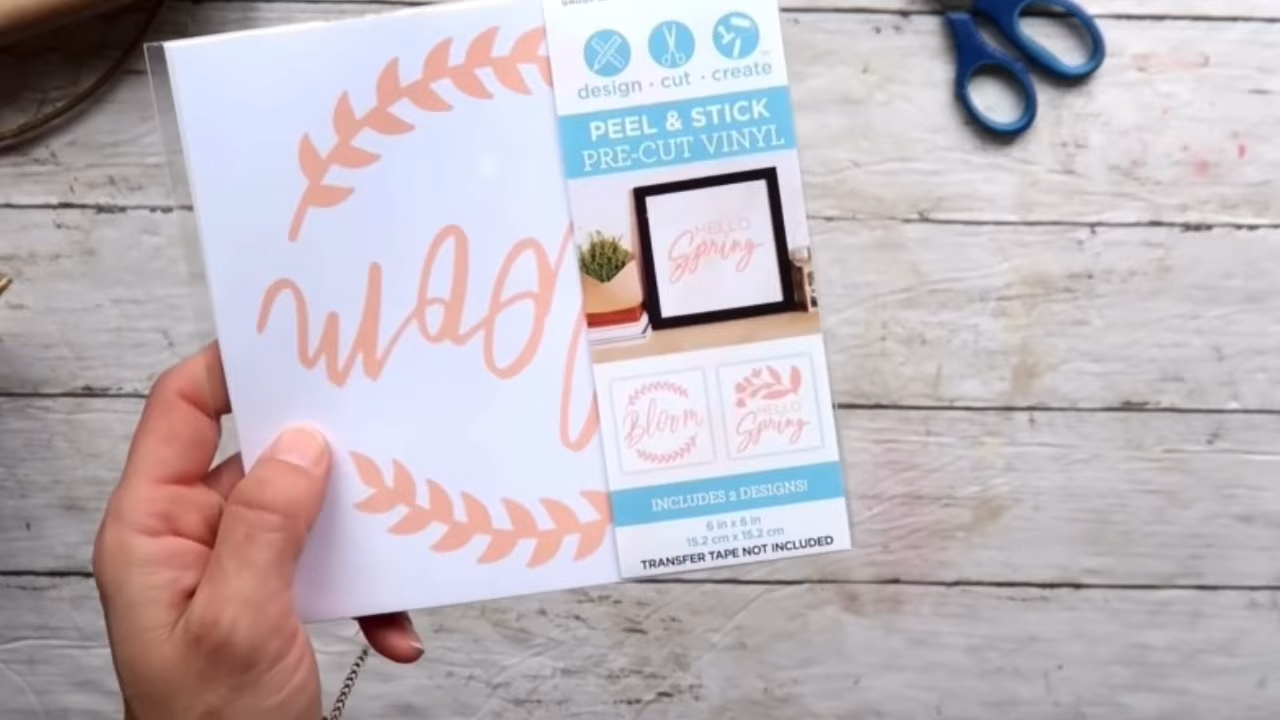 design · cut · create
PEEL & STICK
PRE-CUT VINYL
moo
HELLO
Spring
Bloom
HELLO
Spring
INCLUDES 2 DESIGNS!
6 in x 6 in
15.2 cm x 15.2 cm
TRANSFER TAPE NOT INCLUDED